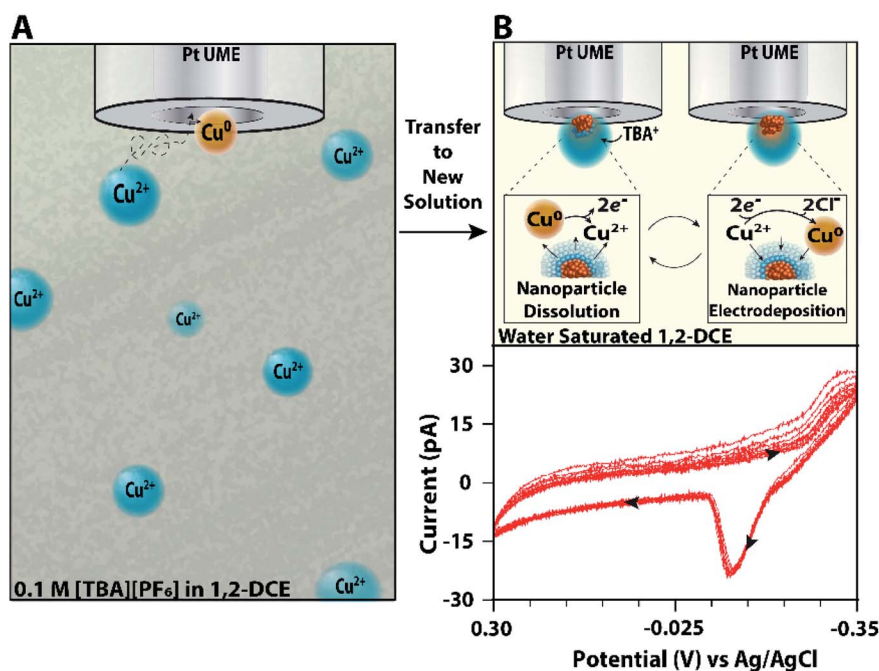 A
Pt UME
Cu⁰
Cu²⁺
Cu²⁺
Cu²⁺
Cu²⁺
Cu²⁺
Cu²⁺
Cu²⁺
0.1 M [TBA][PF₆] in 1,2-DCE
Transfer
to
New
Solution
B
Pt UME
Pt UME
TBA⁺
Cu⁰
2e⁻
Cu²⁺
Nanoparticle
Dissolution
2e⁻
2Cl⁻
Cu²⁺
Cu⁰
Nanoparticle
Electrodeposition
Water Saturated 1,2-DCE
Current (pA)
30
15
0
-15
-30
0.30
-0.025
-0.35
Potential (V) vs Ag/AgCl